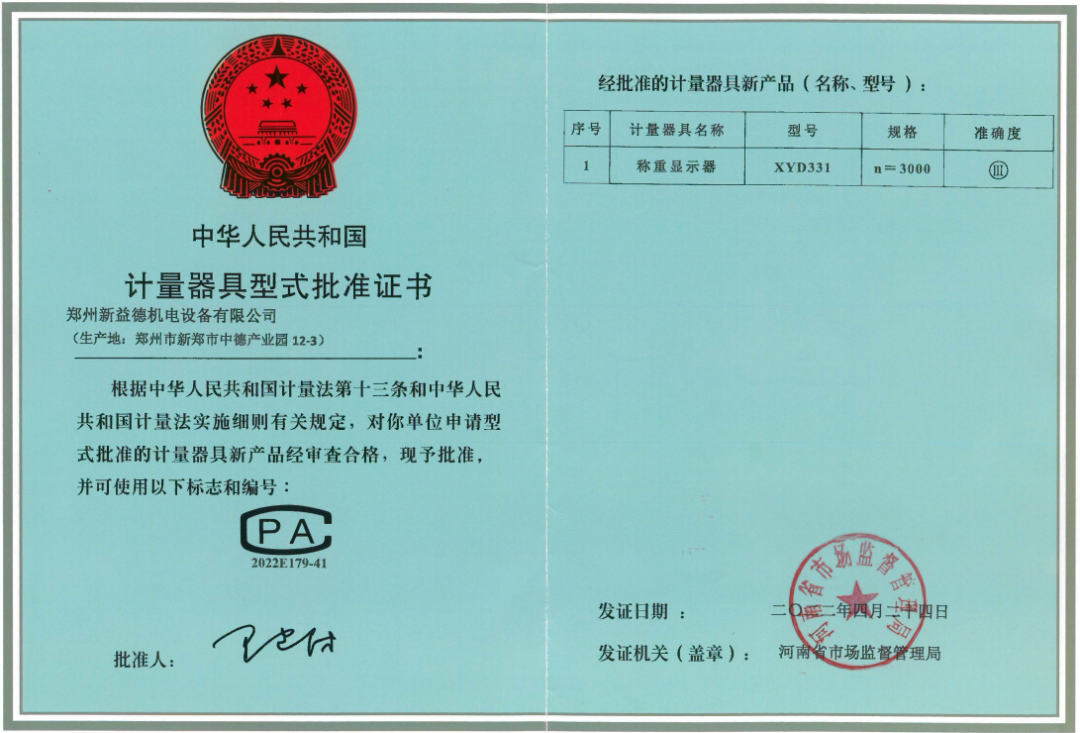 中华人民共和国
计量器具型式批准证书
郑州新益德机电设备有限公司
（生产地：郑州市新郑市中德产业园 12-3）
：
根据中华人民共和国计量法第十三条和中华人民
共和国计量法实施细则有关规定，对你单位申请型
式批准的计量器具新产品经审查合格，现予批准，
并可使用以下标志和编号：
CPA
2022E179-41
批准人：
经批准的计量器具新产品（名称、型号）：
序号 计量器具名称 型号 规格 准确度
1 称重显示器 XYD331 n＝3000 Ⅲ
河南省市场监督管理局
发证日期 ： 二〇二二年四月二十四日
发证机关（盖章）： 河南省市场监督管理局